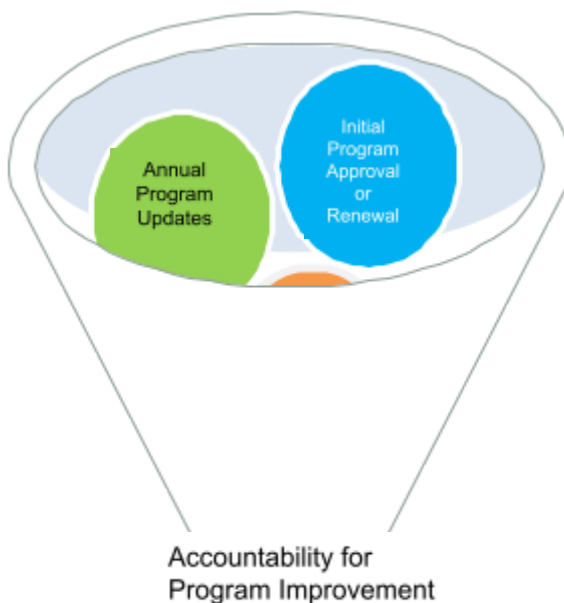 Annual
Program
Updates
Initial
Program
Approval
or
Renewal
Accountability for
Program Improvement